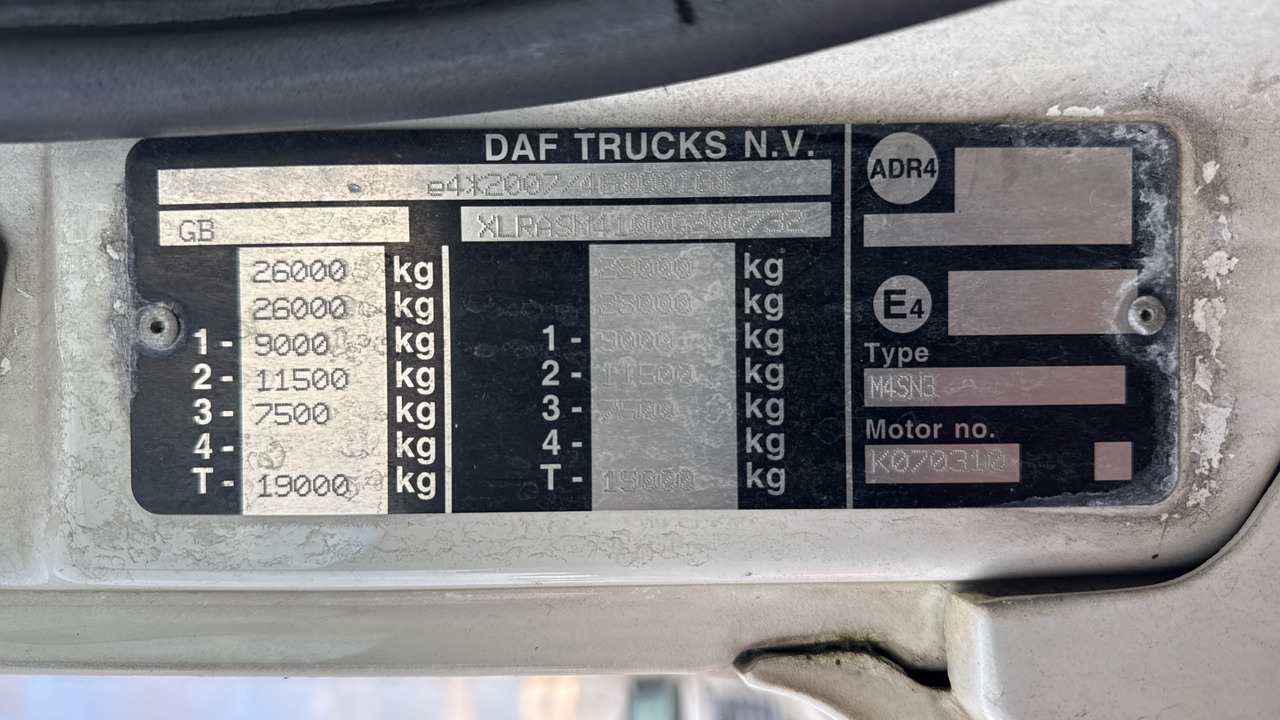 DAF TRUCKS N.V.
e4*2007/46*0018*
GB XLRASM4100G200732
26000 kg 28000 kg
26000 kg 28000 kg
1- 9000 kg 1- 9000 kg
2- 11500 kg 2- 11500 kg
3- 7500 kg 3- 7500 kg
4- kg 4- kg
T- 19000 kg T- 19000 kg
ADR4
E4
Type
M4SN3
Motor no.
K070310